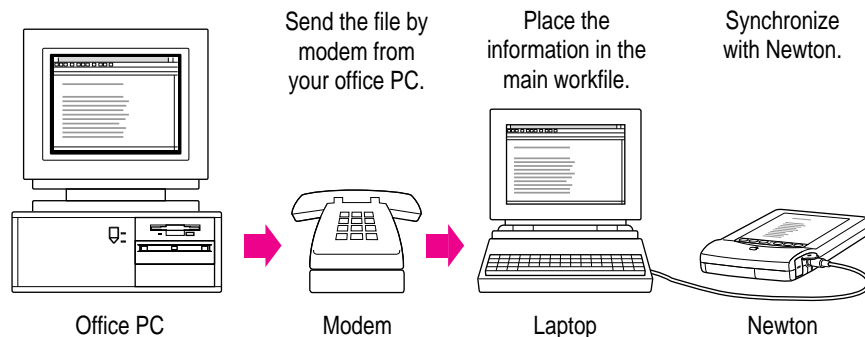 Send the file by
modem from
your office PC.
Place the
information in the
main workfile.
Synchronize
with Newton.
Office PC
Modem
Laptop
Newton